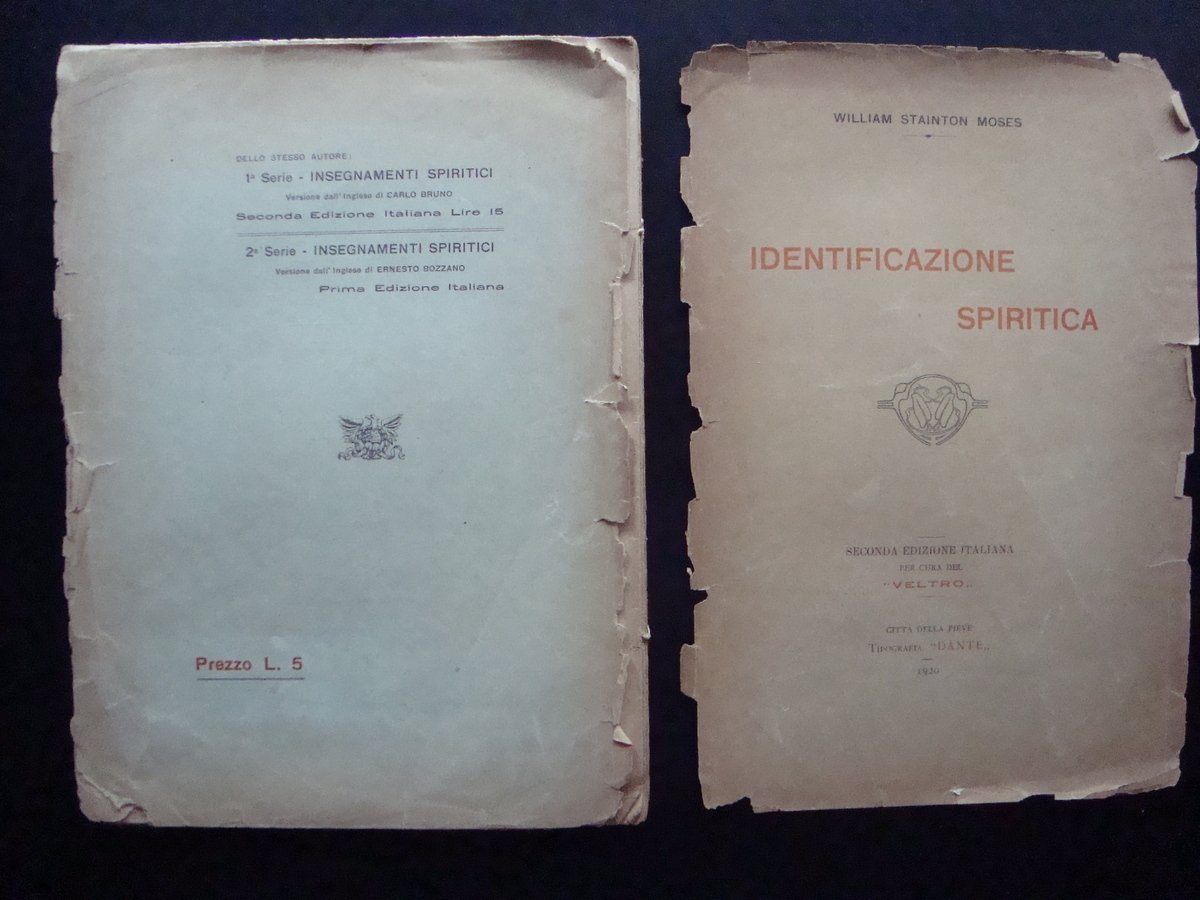 DELLO STESSO AUTORE:
1ª Serie - INSEGNAMENTI SPIRITICI
Versione dall' Inglese di CARLO BRUNO
Seconda Edizione Italiana Lire 15
2ª Serie - INSEGNAMENTI SPIRITICI
Versione dall' Inglese di ERNESTO BOZZANO
Prima Edizione Italiana
Prezzo L. 5
WILLIAM STAINTON MOSES
IDENTIFICAZIONE
SPIRITICA
SECONDA EDIZIONE ITALIANA
PER CURA DEL
"VELTRO„
CITTÀ DELLA PIEVE
TIPOGRAFIA "DANTE„
1920